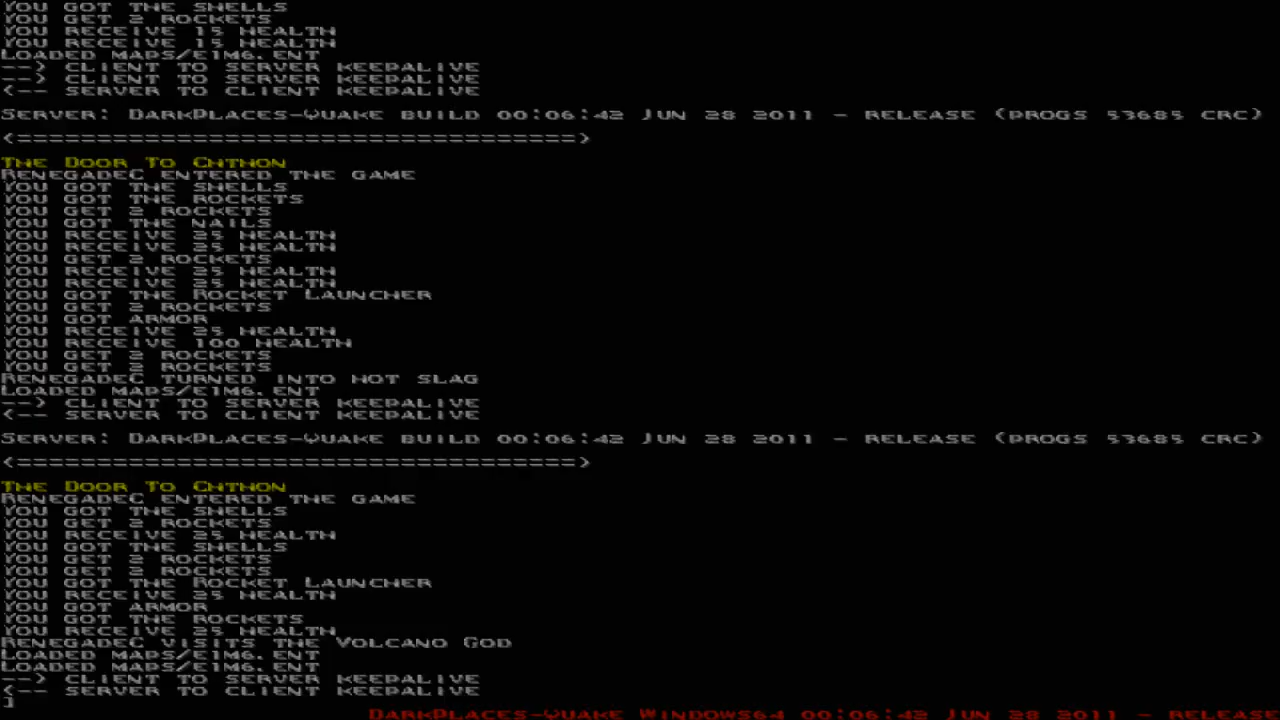 You got the shells
You get 2 rockets
You receive 15 health
You receive 15 health
Loaded maps/e1m6.ent
--> client to server keepalive
--> client to server keepalive
<-- server to client keepalive
Server: DarkPlaces-Quake build 00:06:42 Jun 28 2011 - release (progs 53685 crc)
<===================================>
The Door To Chthon
RenegadeC entered the game
You got the shells
You got the rockets
You get 2 rockets
You got the nails
You receive 25 health
You receive 25 health
You get 2 rockets
You receive 25 health
You receive 25 health
You got the Rocket Launcher
You get 2 rockets
You got armor
You receive 25 health
You receive 100 health
You get 2 rockets
You get 2 rockets
RenegadeC turned into hot slag
Loaded maps/e1m6.ent
--> client to server keepalive
<-- server to client keepalive
Server: DarkPlaces-Quake build 00:06:42 Jun 28 2011 - release (progs 53685 crc)
<===================================>
The Door To Chthon
RenegadeC entered the game
You got the shells
You get 2 rockets
You receive 25 health
You got the shells
You get 2 rockets
You get 2 rockets
You got the Rocket Launcher
You receive 25 health
You got armor
You got the rockets
You receive 25 health
RenegadeC visits the Volcano God
Loaded maps/e1m6.ent
Loaded maps/e1m6.ent
--> client to server keepalive
<-- server to client keepalive
]
DarkPlaces-Quake Windows64 00:06:42 Jun 28 2011 - release